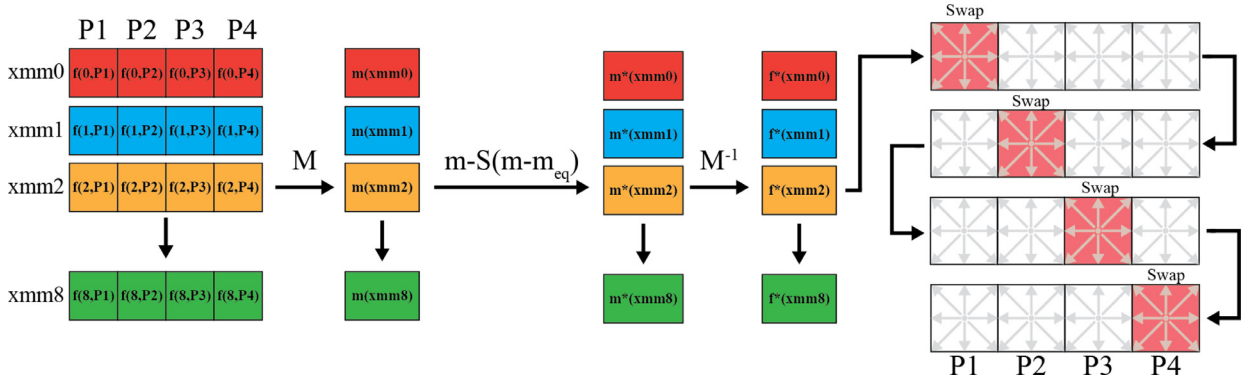 P1 P2 P3 P4
xmm0 f(0,P1) f(0,P2) f(0,P3) f(0,P4)
xmm1 f(1,P1) f(1,P2) f(1,P3) f(1,P4)
xmm2 f(2,P1) f(2,P2) f(2,P3) f(2,P4)
xmm8 f(8,P1) f(8,P2) f(8,P3) f(8,P4)
M
m(xmm0)
m(xmm1)
m(xmm2)
m(xmm8)
m-S(m-m_eq)
m*(xmm0)
m*(xmm1)
m*(xmm2)
m*(xmm8)
M^-1
f*(xmm0)
f*(xmm1)
f*(xmm2)
f*(xmm8)
Swap
Swap
Swap
Swap
P1 P2 P3 P4